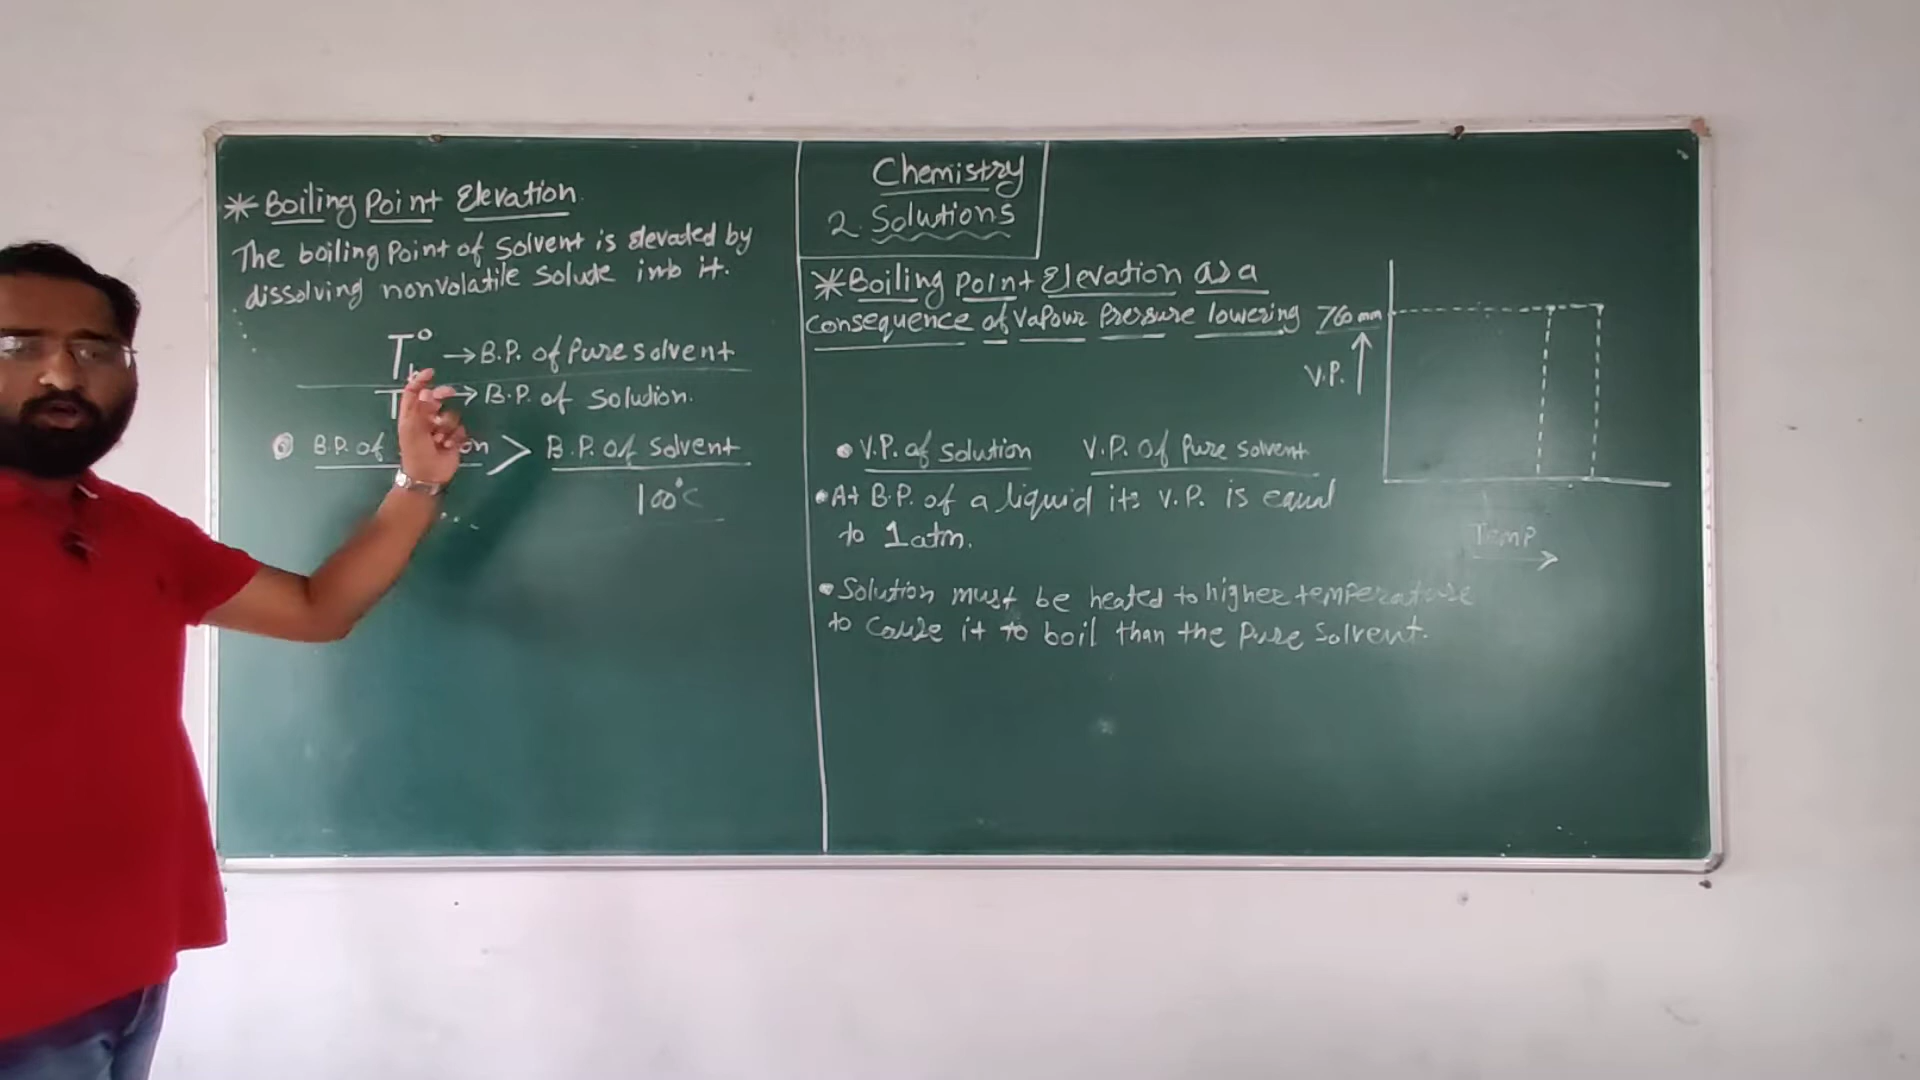 * Boiling Point Elevation
The boiling Point of Solvent is elevated by
dissolving nonvolatile solute into it.
T° → B.P. of Pure solvent
T → B.P. of Solution.
B.P. of > B.P. of Solvent
100°C
Chemistry
2. Solutions
* Boiling Point Elevation as a
Consequence of Vapour Pressure lowering
• V.P. of solution V.P. of Pure solvent
• At B.P. of a liquid its V.P. is equal
to 1 atm.
• Solution must be heated to higher temperature
to cause it to boil than the Pure Solvent.
760 mm
V.P.
Temp